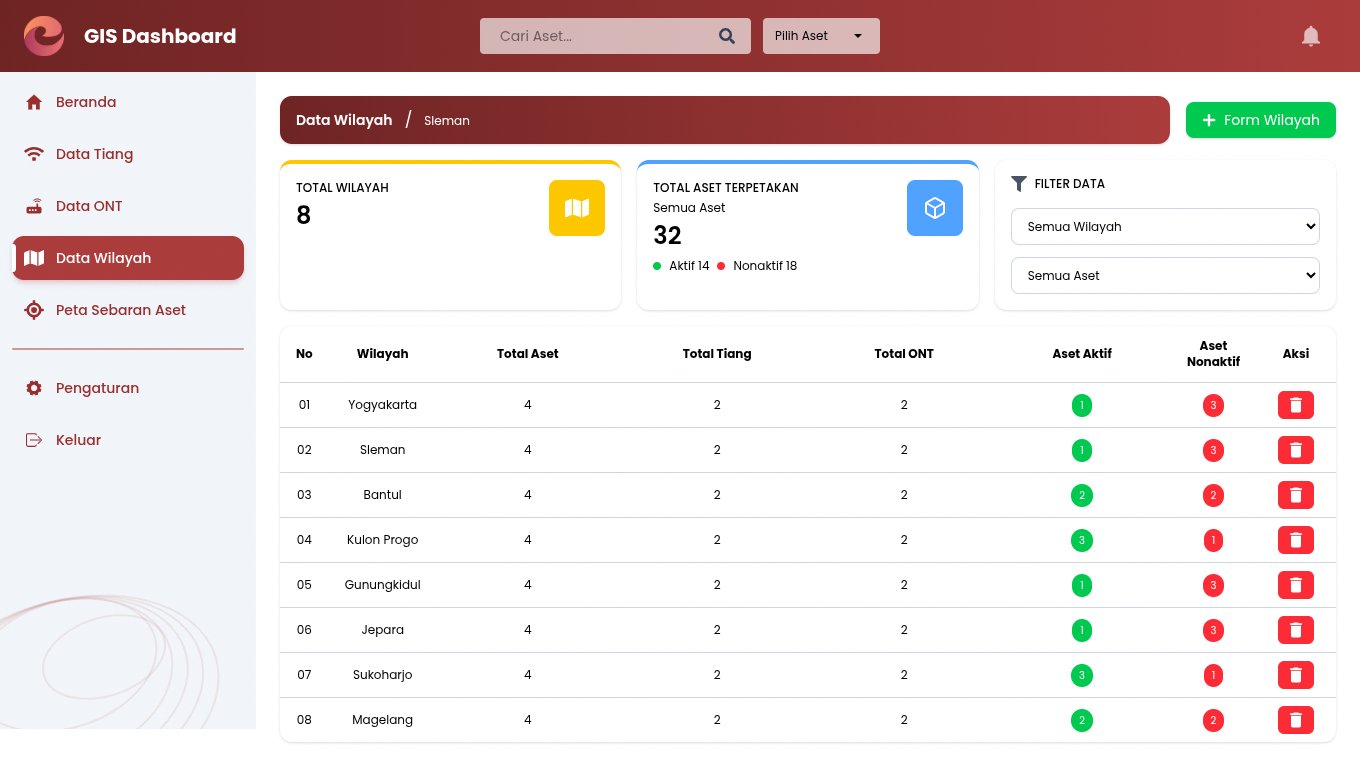 GIS Dashboard
Cari Aset...
Pilih Aset
Beranda
Data Tiang
Data ONT
Data Wilayah
Peta Sebaran Aset
Pengaturan
Keluar
Data Wilayah / Sleman
Form Wilayah
TOTAL WILAYAH
8
TOTAL ASET TERPETAKAN
Semua Aset
32
Aktif 14 Nonaktif 18
FILTER DATA
Semua Wilayah
Semua Aset
No Wilayah Total Aset Total Tiang Total ONT Aset Aktif Aset Nonaktif Aksi
01 Yogyakarta 4 2 2 1 3
02 Sleman 4 2 2 1 3
03 Bantul 4 2 2 2 2
04 Kulon Progo 4 2 2 3 1
05 Gunungkidul 4 2 2 1 3
06 Jepara 4 2 2 1 3
07 Sukoharjo 4 2 2 3 1
08 Magelang 4 2 2 2 2